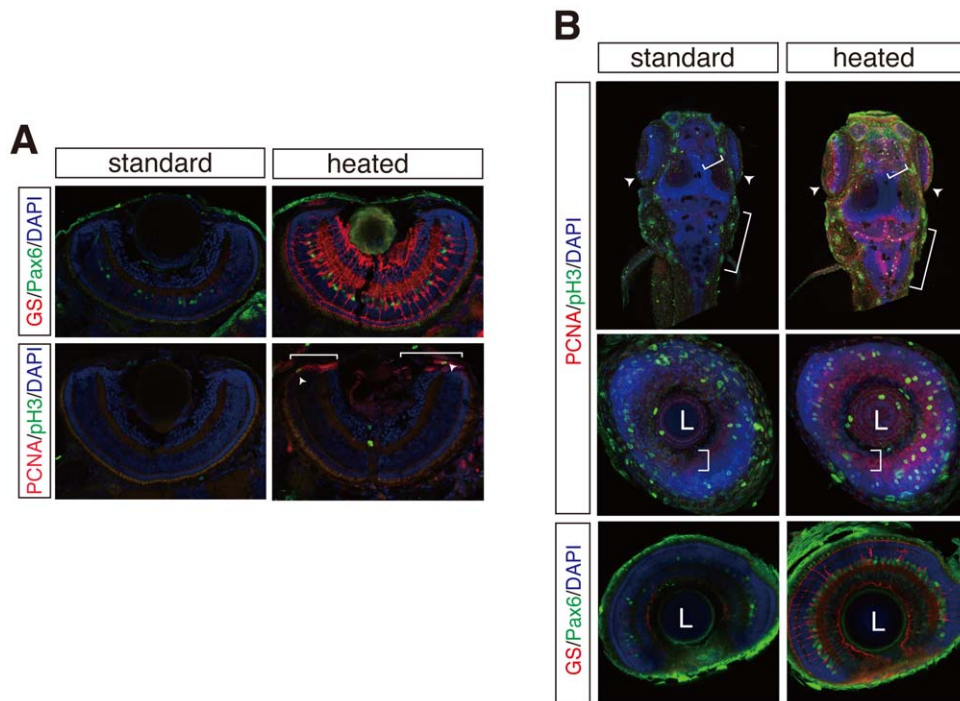 A
standard
heated
GS/Pax6/DAPI
PCNA/pH3/DAPI
B
standard
heated
PCNA/pH3/DAPI
L
L
GS/Pax6/DAPI
L
L